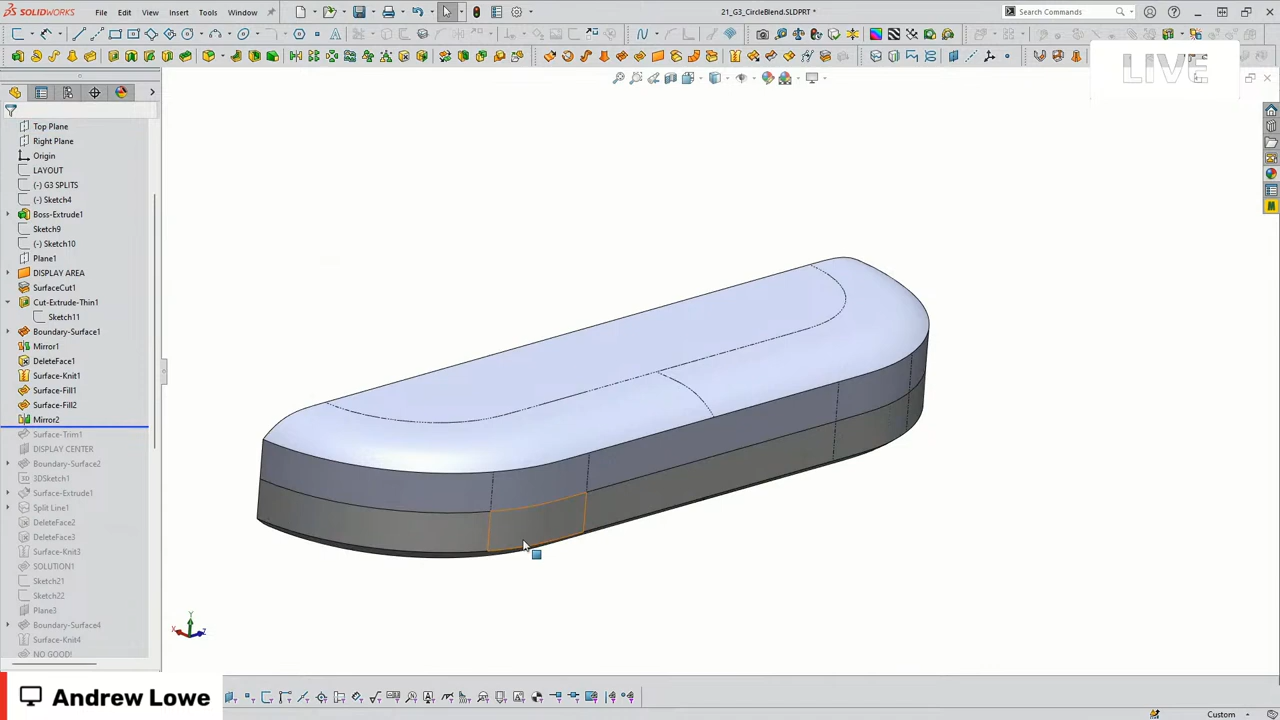 SOLIDWORKS
File Edit View Insert Tools Window
21_G3_CircleBlend.SLDPRT *
Search Commands
LIVE
Top Plane
Right Plane
Origin
LAYOUT
(-) G3 SPLITS
(-) Sketch4
Boss-Extrude1
Sketch9
(-) Sketch10
Plane1
DISPLAY AREA
SurfaceCut1
Cut-Extrude-Thin1
Sketch11
Boundary-Surface1
Mirror1
DeleteFace1
Surface-Knit1
Surface-Fill1
Surface-Fill2
Mirror2
Surface-Trim1
DISPLAY CENTER
Boundary-Surface2
3DSketch1
Surface-Extrude1
Split Line1
DeleteFace2
DeleteFace3
Surface-Knit3
SOLUTION1
Sketch21
Sketch22
Plane3
Boundary-Surface4
Surface-Knit4
NO GOOD!
Y
X
Z
Andrew Lowe
Custom